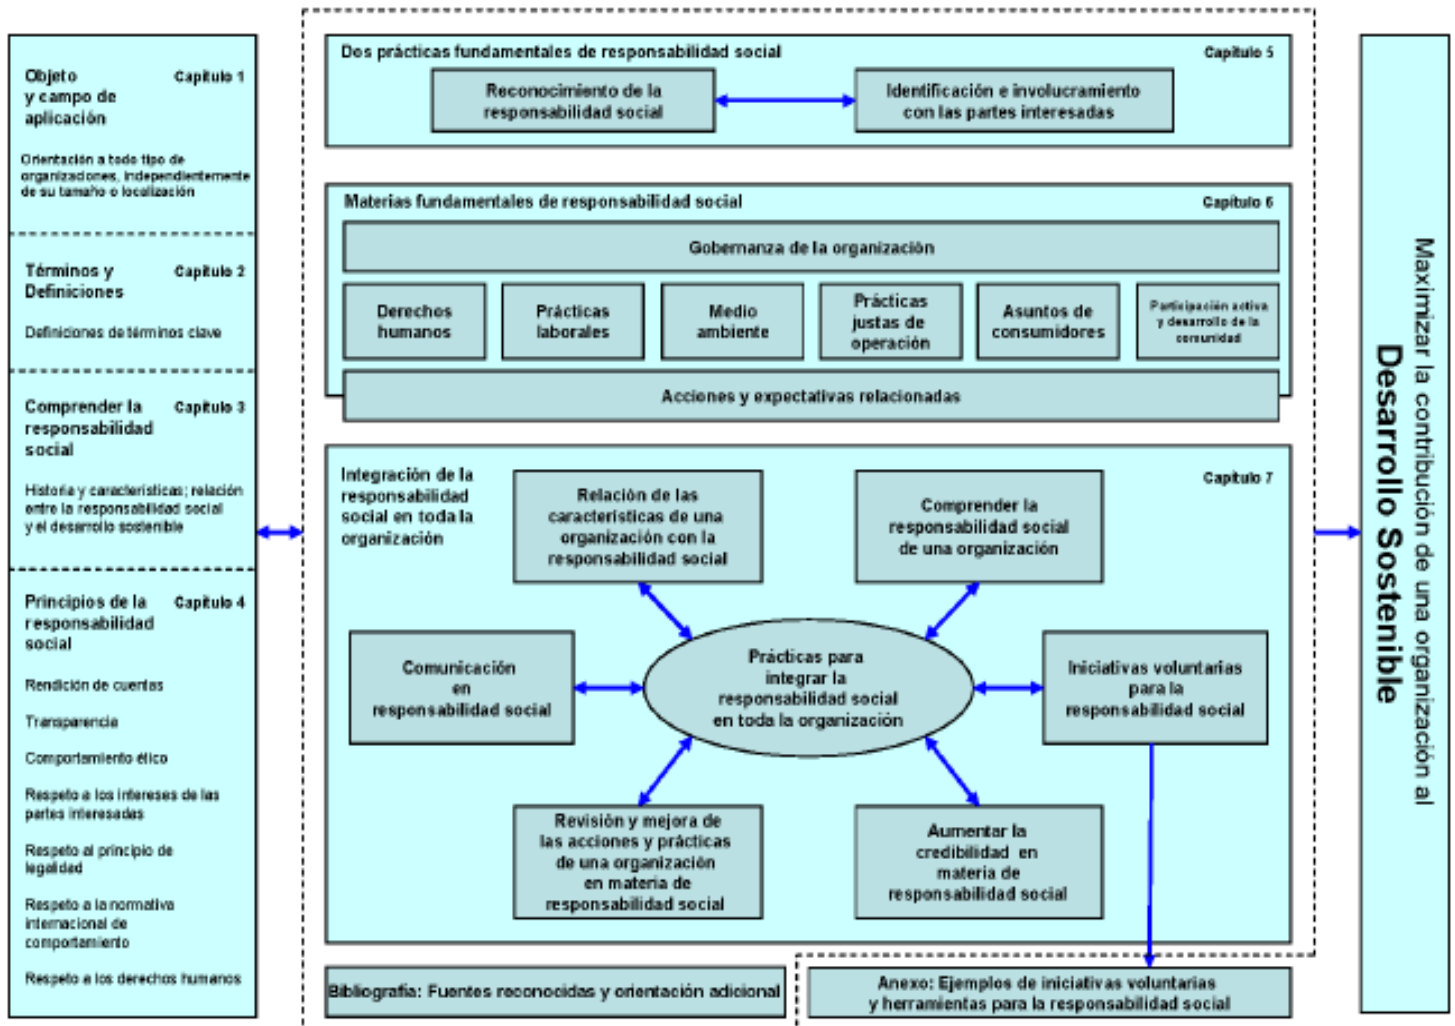 Objeto
y campo de
aplicación
Capítulo 1
Orientación a todo tipo de
organizaciones, independientemente
de su tamaño o localización
Términos y
Definiciones
Capítulo 2
Definiciones de términos clave
Comprender la
responsabilidad
social
Capítulo 3
Historia y características; relación
entre la responsabilidad social
y el desarrollo sostenible
Principios de la
responsabilidad
social
Capítulo 4
Rendición de cuentas
Transparencia
Comportamiento ético
Respeto a los intereses de las
partes interesadas
Respeto al principio de
legalidad
Respeto a la normativa
internacional de
comportamiento
Respeto a los derechos humanos
Dos prácticas fundamentales de responsabilidad social
Capítulo 5
Reconocimiento de la
responsabilidad social
Identificación e involucramiento
con las partes interesadas
Materias fundamentales de responsabilidad social
Capítulo 6
Gobernanza de la organización
Derechos
humanos
Prácticas
laborales
Medio
ambiente
Prácticas
justas de
operación
Asuntos de
consumidores
Participación activa
y desarrollo de la
comunidad
Acciones y expectativas relacionadas
Integración de la
responsabilidad
social en toda la
organización
Capítulo 7
Relación de las
características de una
organización con la
responsabilidad social
Comprender la
responsabilidad social
de una organización
Comunicación
en
responsabilidad social
Prácticas para
integrar la
responsabilidad social
en toda la organización
Iniciativas voluntarias
para la
responsabilidad social
Revisión y mejora de
las acciones y prácticas
de una organización
en materia de
responsabilidad social
Aumentar la
credibilidad en
materia de
responsabilidad social
Bibliografía: Fuentes reconocidas y orientación adicional
Anexo: Ejemplos de iniciativas voluntarias
y herramientas para la responsabilidad social
Maximizar la contribución de una organización al
Desarrollo Sostenible